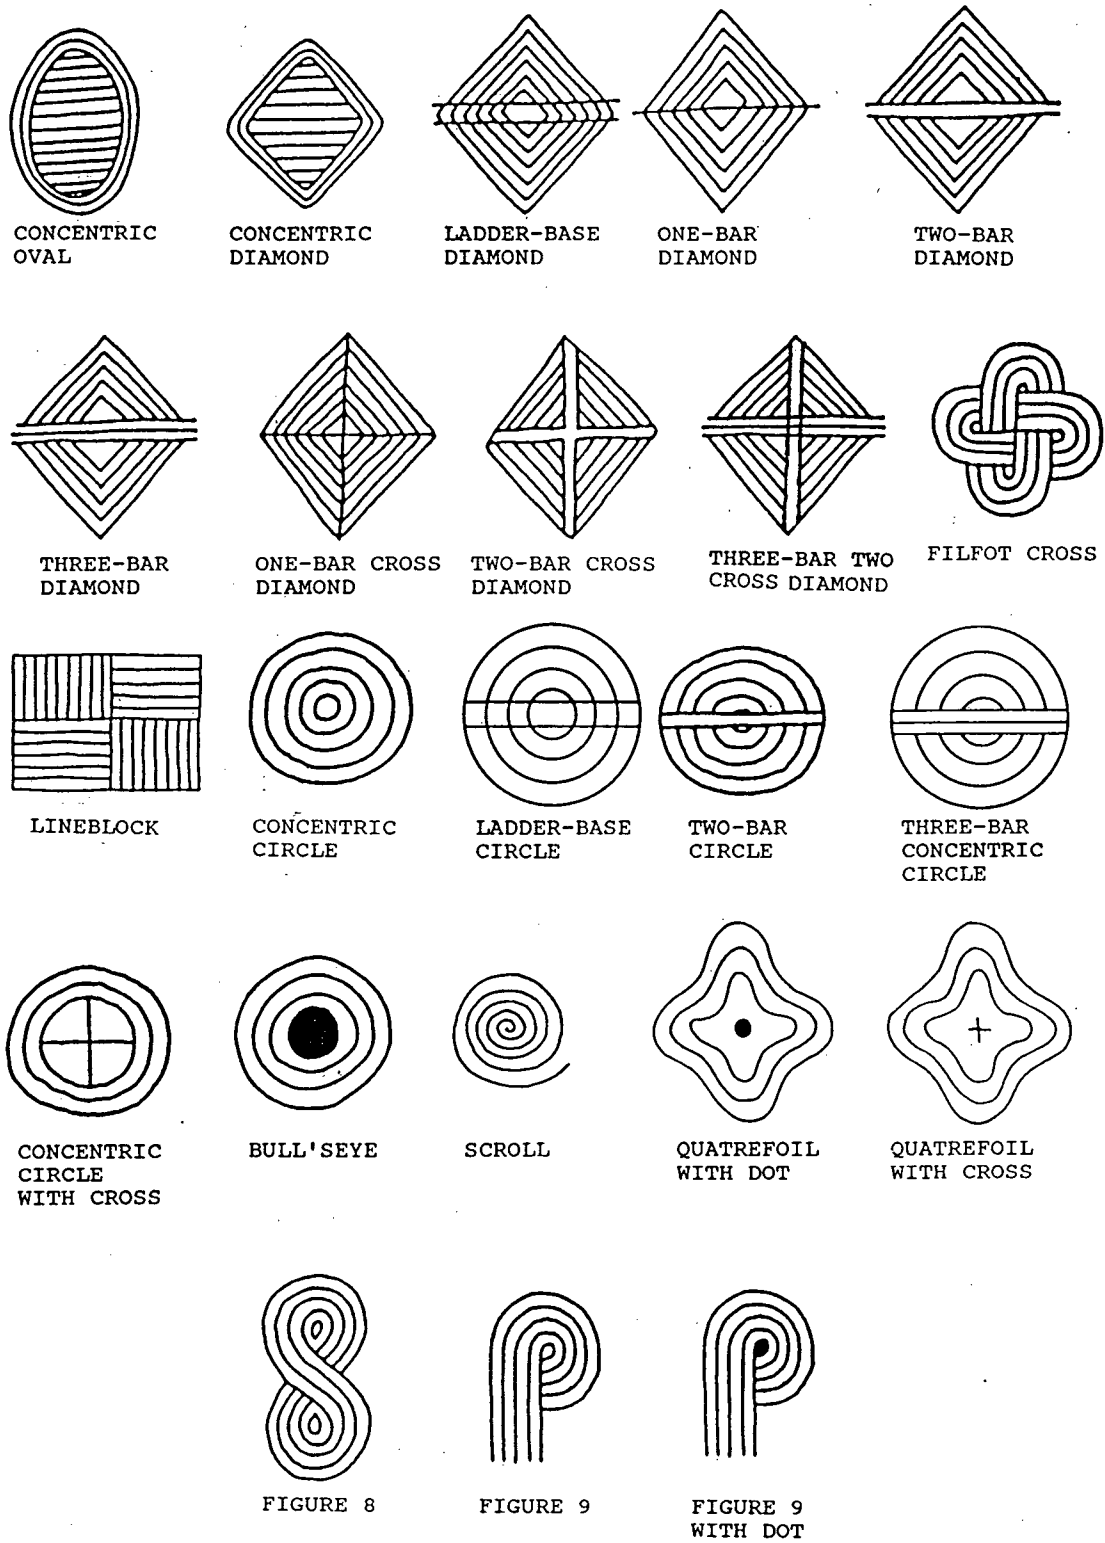 CONCENTRIC
OVAL
CONCENTRIC
DIAMOND
LADDER-BASE
DIAMOND
ONE-BAR
DIAMOND
TWO-BAR
DIAMOND
THREE-BAR
DIAMOND
ONE-BAR CROSS
DIAMOND
TWO-BAR CROSS
DIAMOND
THREE-BAR TWO
CROSS DIAMOND
FILFOT CROSS
LINEBLOCK
CONCENTRIC
CIRCLE
LADDER-BASE
CIRCLE
TWO-BAR
CIRCLE
THREE-BAR
CONCENTRIC
CIRCLE
CONCENTRIC
CIRCLE
WITH CROSS
BULL'SEYE
SCROLL
QUATREFOIL
WITH DOT
QUATREFOIL
WITH CROSS
FIGURE 8
FIGURE 9
FIGURE 9
WITH DOT